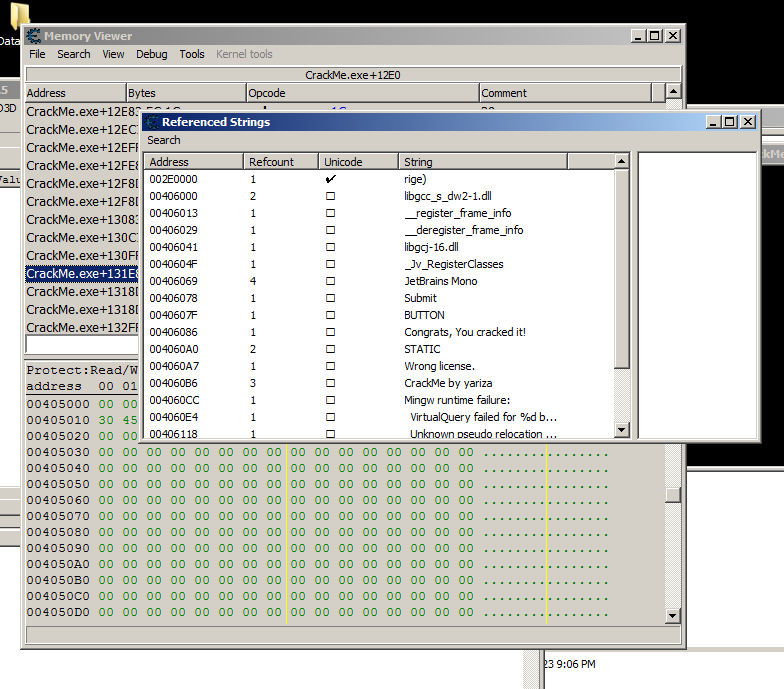 Data
Memory Viewer
File Search View Debug Tools Kernel tools
CrackMe.exe+12E0
Address Bytes Opcode Comment
CrackMe.exe+12E8
CrackMe.exe+12EC
CrackMe.exe+12EF
CrackMe.exe+12FE
CrackMe.exe+12F8D
CrackMe.exe+12F8D
CrackMe.exe+1308
CrackMe.exe+130C
CrackMe.exe+130F
CrackMe.exe+131E8
CrackMe.exe+1318D
CrackMe.exe+1318D
CrackMe.exe+132F
Referenced Strings
Search
Address Refcount Unicode String
002E0000 1 ✔ rige)
00406000 2 ☐ libgcc_s_dw2-1.dll
00406013 1 ☐ __register_frame_info
00406029 1 ☐ __deregister_frame_info
00406041 1 ☐ libgcj-16.dll
0040604F 1 ☐ _Jv_RegisterClasses
00406069 4 ☐ JetBrains Mono
00406078 1 ☐ Submit
0040607F 1 ☐ BUTTON
00406086 1 ☐ Congrats, You cracked it!
004060A0 2 ☐ STATIC
004060A7 1 ☐ Wrong license.
004060B6 3 ☐ CrackMe by yariza
004060CC 1 ☐ Mingw runtime failure:
004060E4 1 ☐ VirtualQuery failed for %d b...
00406118 1 ☐ Unknown pseudo relocation ...
Protect:Read/W
address 00 01
00405000 00 00
00405010 30 45
00405020 00 00
00405030 00 00 00 00 00 00 00 00 00 00 00 00 00 00 00 00 ................
00405040 00 00 00 00 00 00 00 00 00 00 00 00 00 00 00 00 ................
00405050 00 00 00 00 00 00 00 00 00 00 00 00 00 00 00 00 ................
00405060 00 00 00 00 00 00 00 00 00 00 00 00 00 00 00 00 ................
00405070 00 00 00 00 00 00 00 00 00 00 00 00 00 00 00 00 ................
00405080 00 00 00 00 00 00 00 00 00 00 00 00 00 00 00 00 ................
00405090 00 00 00 00 00 00 00 00 00 00 00 00 00 00 00 00 ................
004050A0 00 00 00 00 00 00 00 00 00 00 00 00 00 00 00 00 ................
004050B0 00 00 00 00 00 00 00 00 00 00 00 00 00 00 00 00 ................
004050C0 00 00 00 00 00 00 00 00 00 00 00 00 00 00 00 00 ................
004050D0 00 00 00 00 00 00 00 00 00 00 00 00 00 00 00 00 ................
23 9:06 PM